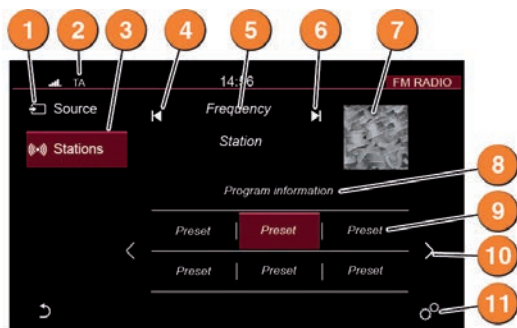 1 2 3 4 5 6 7
TA 14:56 FM RADIO
Source Frequency
Stations Station
Program information 8
Preset Preset Preset 9
10
Preset Preset Preset
11